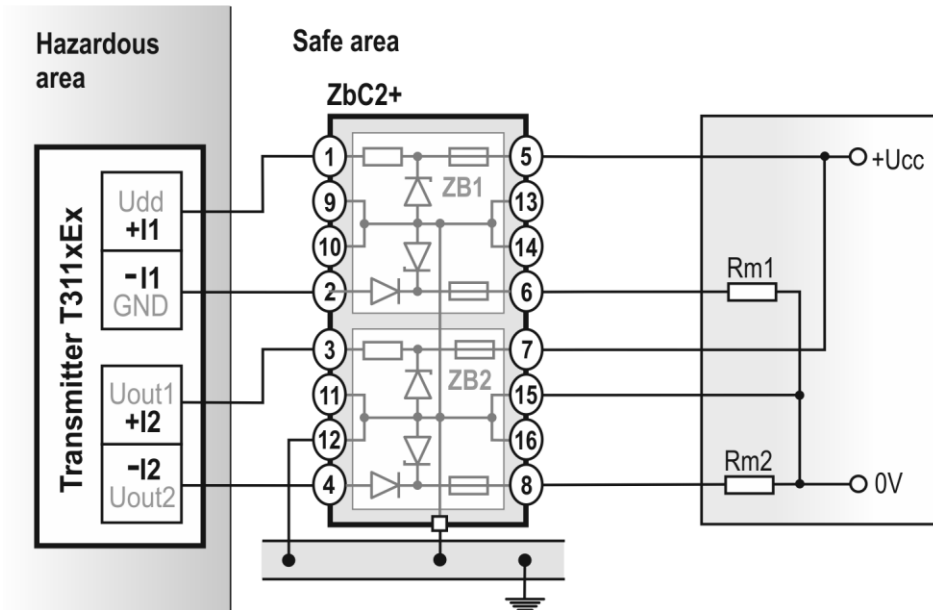 Hazardous
area
Safe area
ZbC2+
Transmitter T311xEx
Udd
+I1
-I1
GND
Uout1
+I2
-I2
Uout2
1
9
10
2
3
11
12
4
ZB1
ZB2
5
13
14
6
7
15
16
8
+Ucc
Rm1
Rm2
0V